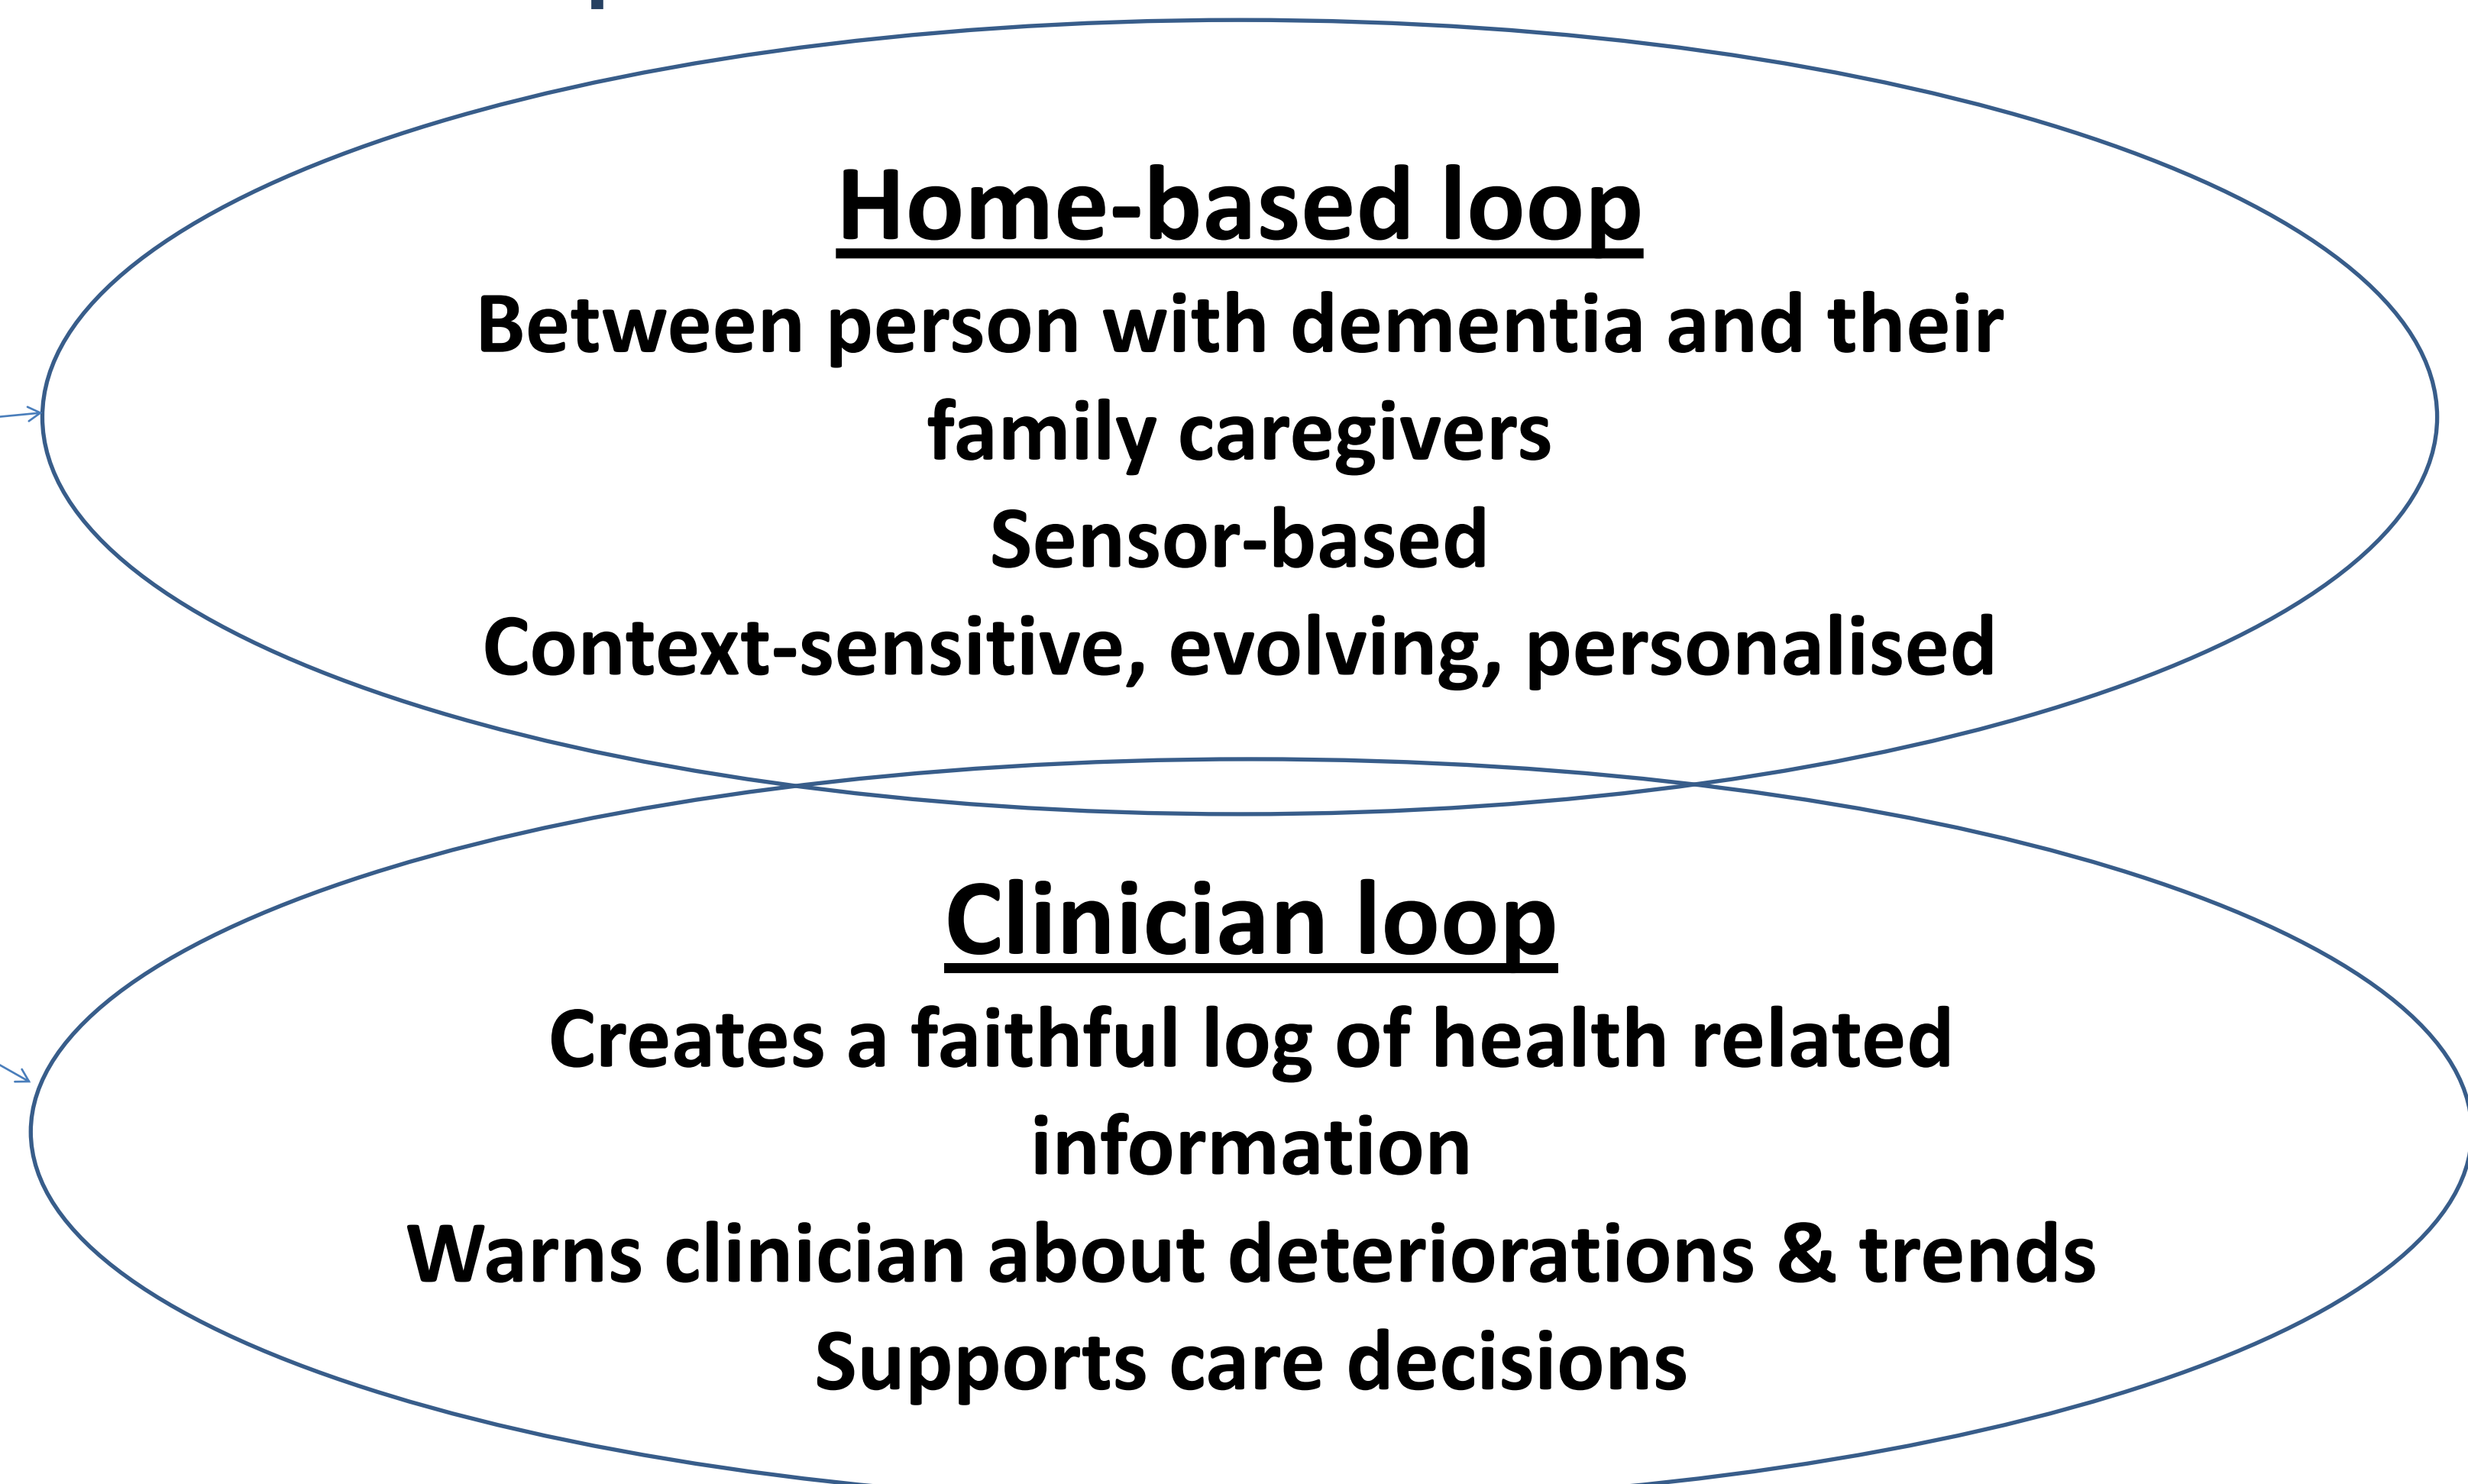 Home-based loop
Between person with dementia and their
family caregivers
Sensor-based
Context-sensitive, evolving, personalised
Clinician loop
Creates a faithful log of health related
information
Warns clinician about deteriorations & trends
Supports care decisions